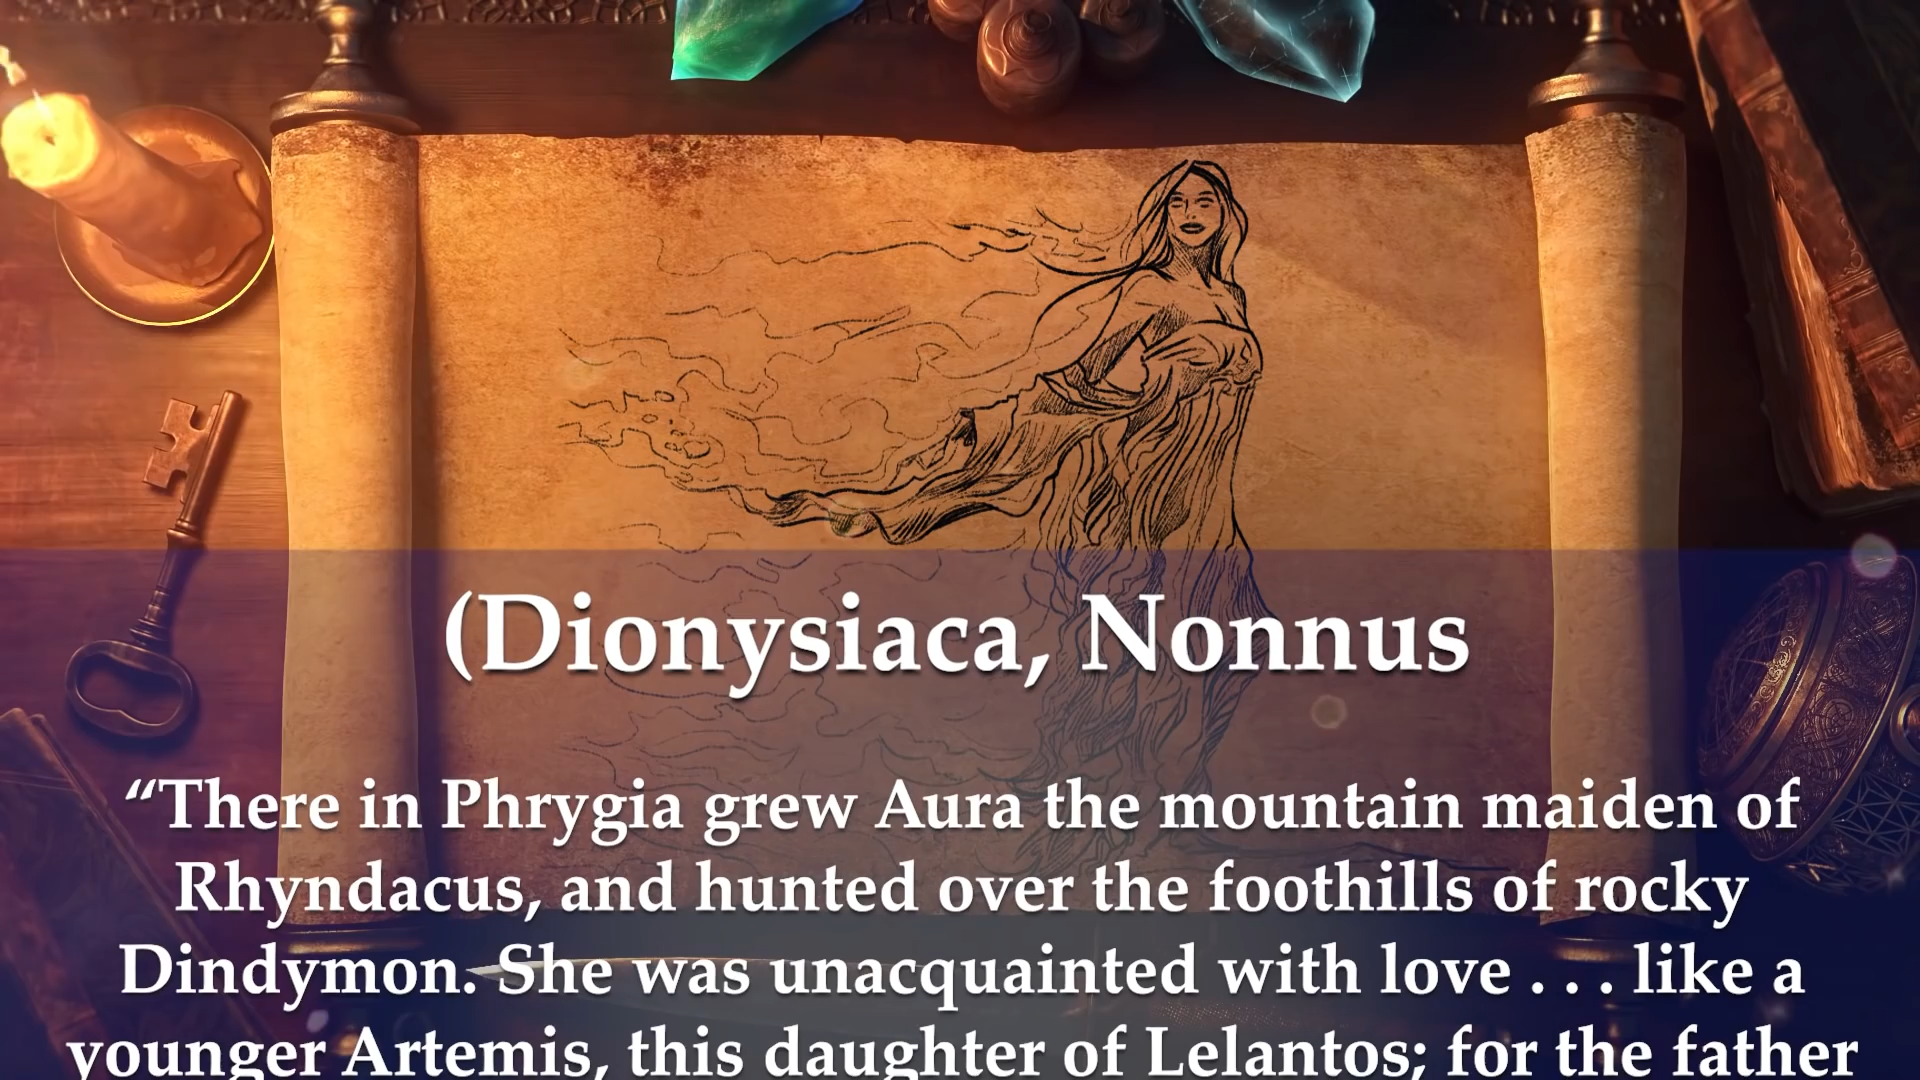 (Dionysiaca, Nonnus
“There in Phrygia grew Aura the mountain maiden of
Rhyndacus, and hunted over the foothills of rocky
Dindymon. She was unacquainted with love . . . like a
younger Artemis, this daughter of Lelantos; for the father